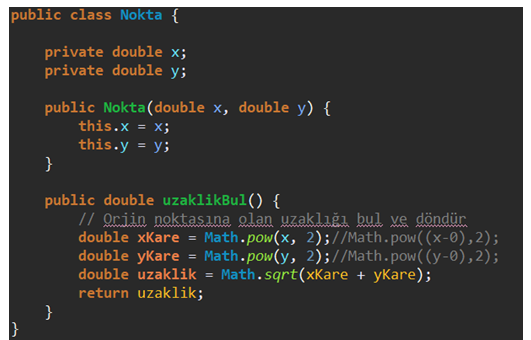 public class Nokta {
private double x;
private double y;
public Nokta(double x, double y) {
this.x = x;
this.y = y;
}
public double uzaklikBul() {
// Orjin noktasına olan uzaklığı bul ve döndür
double xKare = Math.pow(x, 2);//Math.pow((x-0),2);
double yKare = Math.pow(y, 2);//Math.pow((y-0),2);
double uzaklik = Math.sqrt(xKare + yKare);
return uzaklik;
}
}